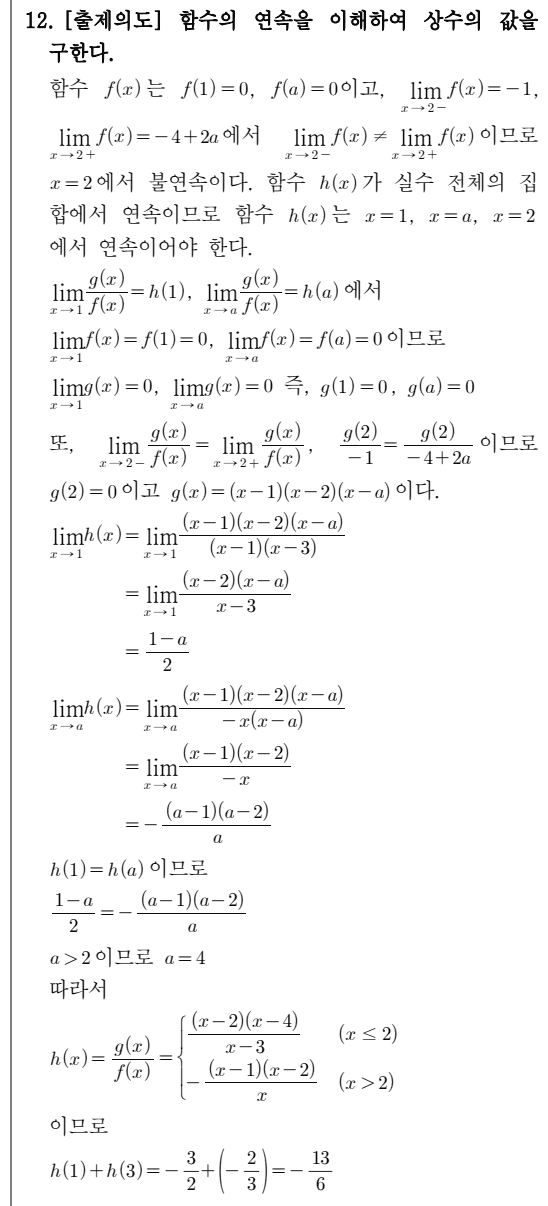 12. [출제의도] 함수의 연속을 이해하여 상수의 값을
구한다.
함수 f(x)는 f(1)=0, f(a)=0이고, lim_{x→2-} f(x)=-1,
lim_{x→2+} f(x)=-4+2a에서 lim_{x→2-} f(x)≠lim_{x→2+} f(x)이므로
x=2에서 불연속이다. 함수 h(x)가 실수 전체의 집
합에서 연속이므로 함수 h(x)는 x=1, x=a, x=2
에서 연속이어야 한다.
lim_{x→1} g(x)/f(x)=h(1), lim_{x→a} g(x)/f(x)=h(a)에서
lim_{x→1} f(x)=f(1)=0, lim_{x→a} f(x)=f(a)=0이므로
lim_{x→1} g(x)=0, lim_{x→a} g(x)=0 즉, g(1)=0, g(a)=0
또, lim_{x→2-} g(x)/f(x)=lim_{x→2+} g(x)/f(x), g(2)/-1=g(2)/(-4+2a) 이므로
g(2)=0이고 g(x)=(x-1)(x-2)(x-a)이다.
lim_{x→1} h(x)=lim_{x→1} (x-1)(x-2)(x-a)/(x-1)(x-3)
=lim_{x→1} (x-2)(x-a)/(x-3)
=(1-a)/2
lim_{x→a} h(x)=lim_{x→a} (x-1)(x-2)(x-a)/-x(x-a)
=lim_{x→a} (x-1)(x-2)/-x
=-(a-1)(a-2)/a
h(1)=h(a)이므로
(1-a)/2=-(a-1)(a-2)/a
a>2이므로 a=4
따라서
h(x)=g(x)/f(x)={ (x-2)(x-4)/(x-3) (x≤2)
-(x-1)(x-2)/x (x>2)
이므로
h(1)+h(3)=-3/2+(-2/3)=-13/6